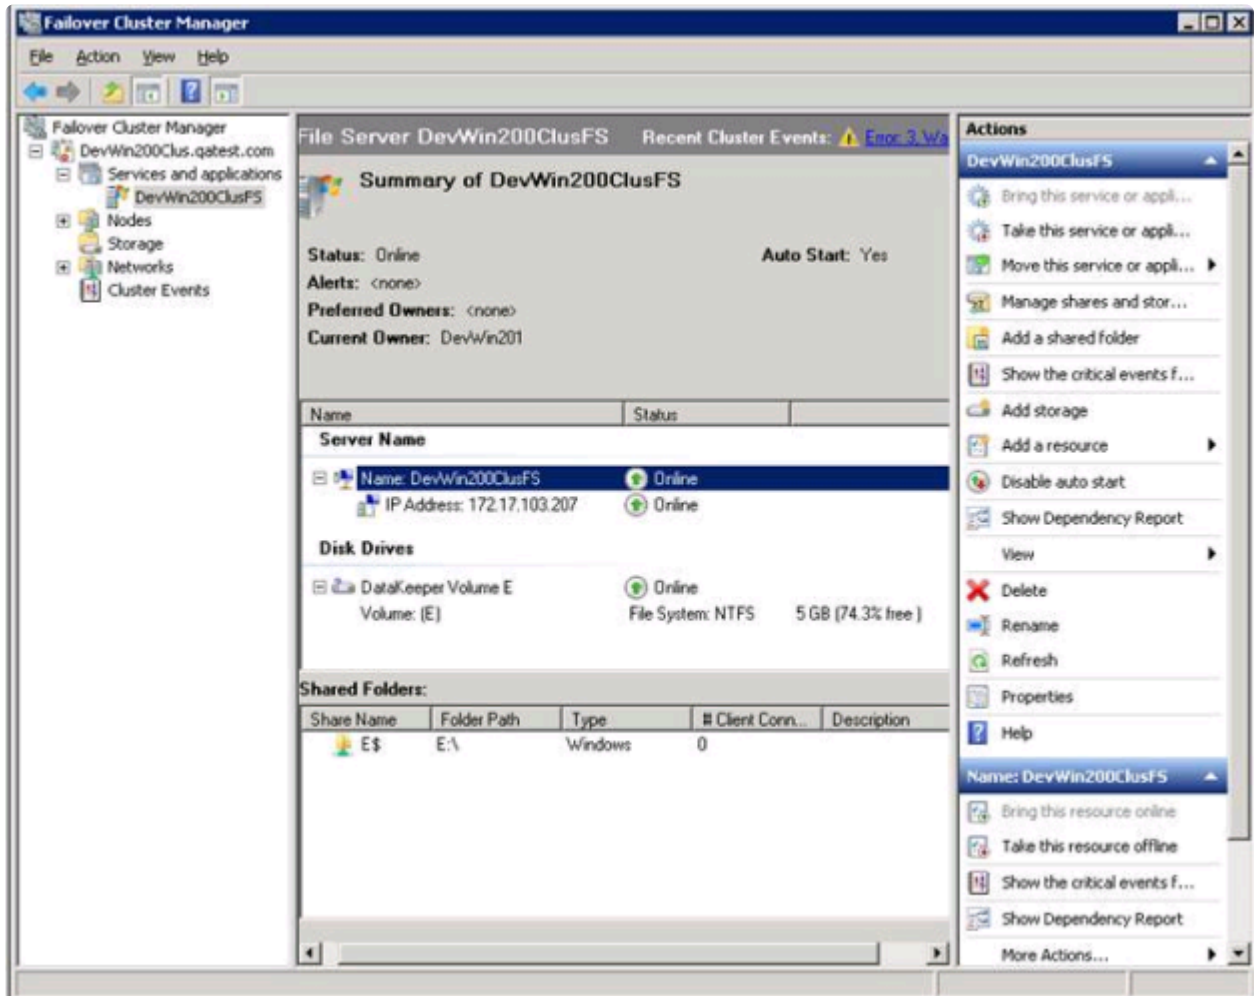 Failover Cluster Manager
File Action View Help
Failover Cluster Manager
DevWin200Clus.qatest.com
Services and applications
DevWin200ClusFS
Nodes
Storage
Networks
Cluster Events
File Server DevWin200ClusFS Recent Cluster Events: Error: 3, Wa
Summary of DevWin200ClusFS
Status: Online Auto Start: Yes
Alerts: <none>
Preferred Owners: <none>
Current Owner: DevWin201
Name Status
Server Name
Name: DevWin200ClusFS Online
IP Address: 172.17.103.207 Online
Disk Drives
DataKeeper Volume E Online
Volume: (E) File System: NTFS 5 GB (74.3% free )
Shared Folders:
Share Name Folder Path Type # Client Conn... Description
E$ E:\ Windows 0
Actions
DevWin200ClusFS
Bring this service or appli...
Take this service or appli...
Move this service or appli...
Manage shares and stor...
Add a shared folder
Show the critical events f...
Add storage
Add a resource
Disable auto start
Show Dependency Report
View
Delete
Rename
Refresh
Properties
Help
Name: DevWin200ClusFS
Bring this resource online
Take this resource offline
Show the critical events f...
Show Dependency Report
More Actions...